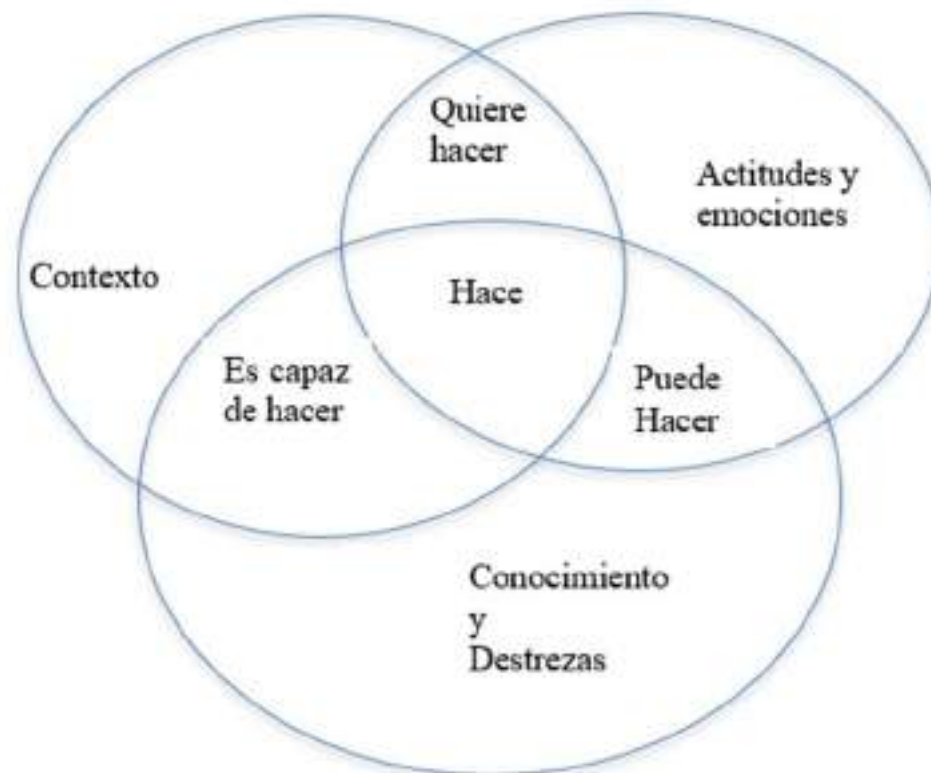 Quiere
hacer
Actitudes y
emociones
Contexto
Hace
Es capaz
de hacer
Puede
Hacer
Conocimiento
y
Destrezas